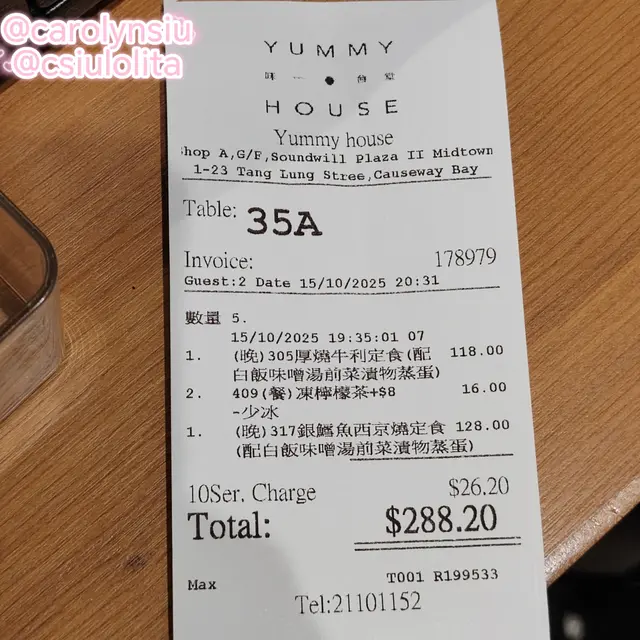 @carolynsiu
@csiulolita
YUMMY
味 一 食堂
HOUSE
Yummy house
hop A,G/F,Soundwill Plaza II Midtown
1-23 Tang Lung Stree,Causeway Bay
Table: 35A
Invoice: 178979
Guest:2 Date 15/10/2025 20:31
數量 5.
15/10/2025 19:35:01 07
1. (晚)305厚燒牛利定食(配 118.00
白飯味噌湯前菜漬物蒸蛋)
2. 409(餐)凍檸檬茶+$8 16.00
-少冰
1. (晚)317銀鱈魚西京燒定食 128.00
(配白飯味噌湯前菜漬物蒸蛋)
10Ser. Charge $26.20
Total: $288.20
Max T001 R199533
Tel:21101152